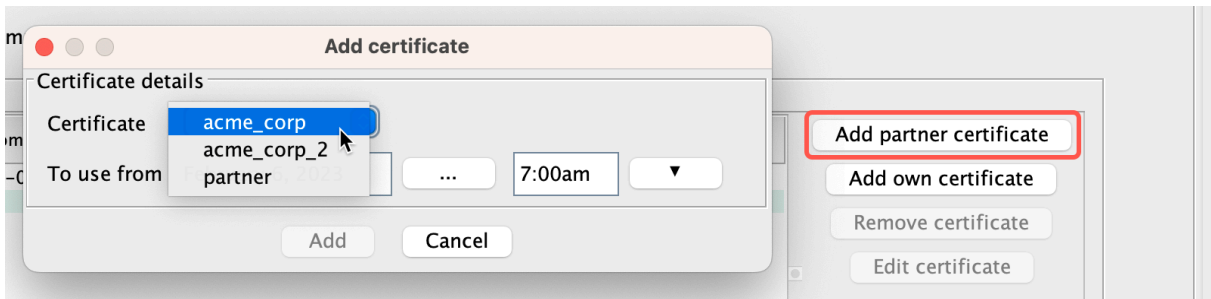 Add certificate
Certificate details
Certificate
acme_corp
acme_corp_2
partner
To use from
2023
...
7:00am
▼
Add
Cancel
Add partner certificate
Add own certificate
Remove certificate
Edit certificate